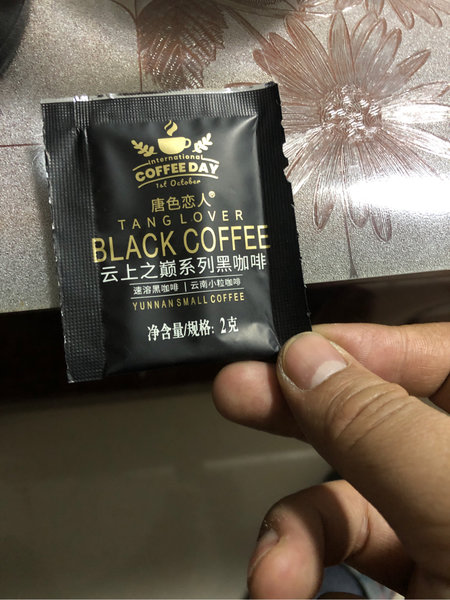 International
COFFEE DAY
1st October
唐色恋人®
TANG LOVER
BLACK COFFEE
云上之巅系列黑咖啡
速溶黑咖啡 | 云南小粒咖啡
YUNNAN SMALL COFFEE
净含量/规格: 2克